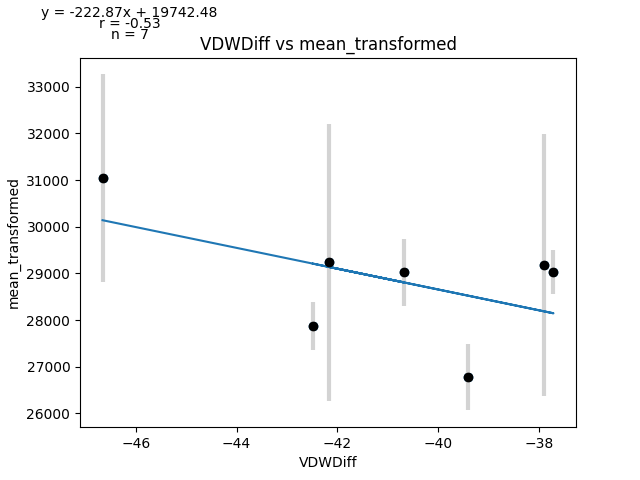 y = -222.87x + 19742.48
r = -0.53
n = 7
VDWDiff vs mean_transformed
33000
32000
31000
30000
29000
28000
27000
26000
mean_transformed
−46
−44
−42
−40
−38
VDWDiff